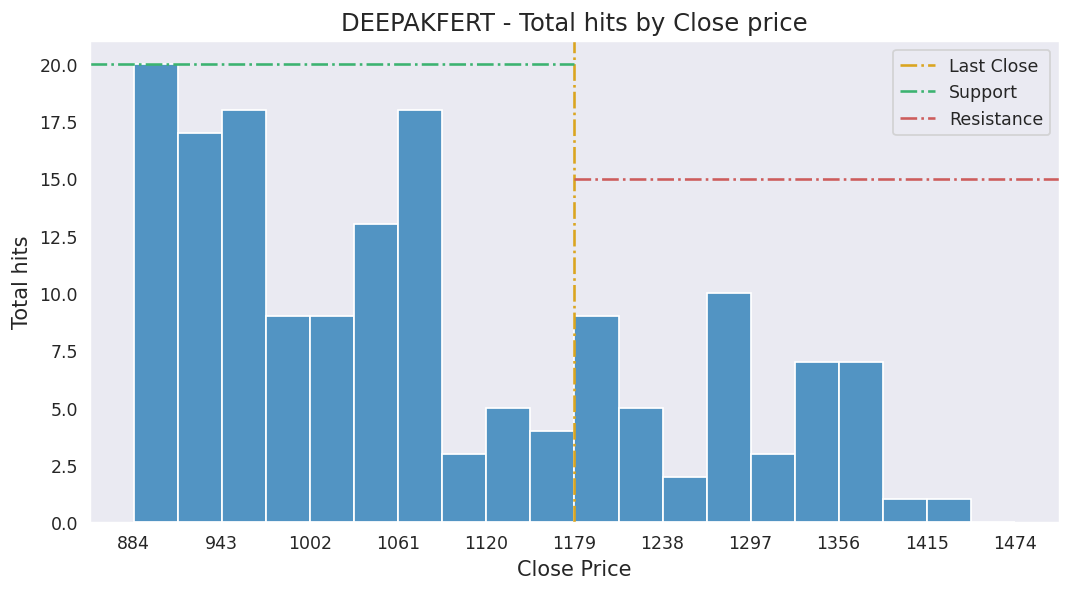 DEEPAKFERT - Total hits by Close price
Last Close
Support
Resistance
Total hits
20.0
17.5
15.0
12.5
10.0
7.5
5.0
2.5
0.0
884 943 1002 1061 1120 1179 1238 1297 1356 1415 1474
Close Price